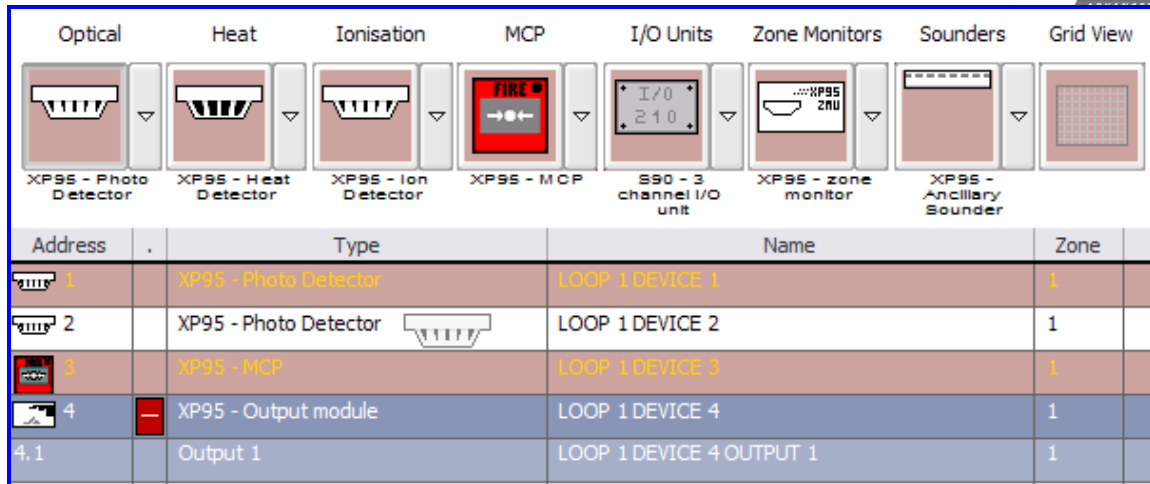 Optical Heat Ionisation MCP I/O Units Zone Monitors Sounders Grid View
FIRE
I/O
210
XP95
ZMU
XP95 - Photo Detector
XP95 - Heat Detector
XP95 - Ion Detector
XP95 - MCP
S90 - 3 channel I/O unit
XP95 - zone monitor
XP95 - Ancillary Sounder
Address . Type Name Zone
1 XP95 - Photo Detector LOOP 1 DEVICE 1 1
2 XP95 - Photo Detector LOOP 1 DEVICE 2 1
3 XP95 - MCP LOOP 1 DEVICE 3 1
4 XP95 - Output module LOOP 1 DEVICE 4 1
4.1 Output 1 LOOP 1 DEVICE 4 OUTPUT 1 1